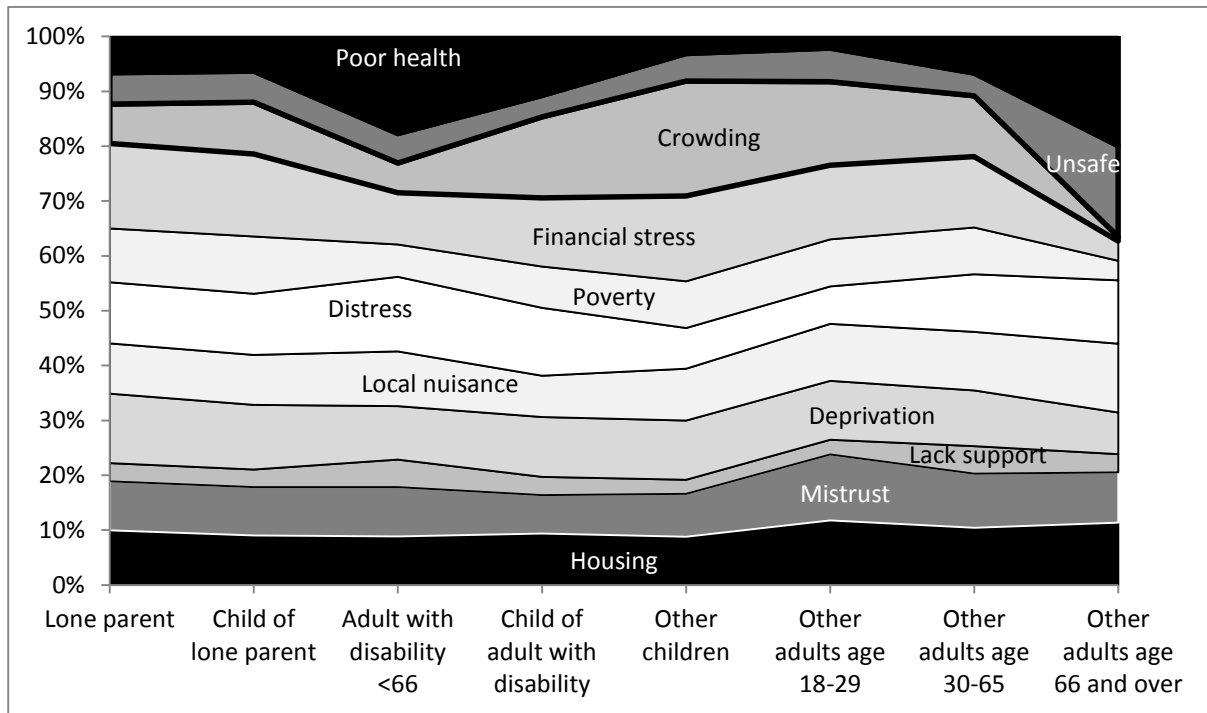 100%
90%
80%
70%
60%
50%
40%
30%
20%
10%
0%
Poor health
Crowding
Unsafe
Financial stress
Poverty
Distress
Local nuisance
Deprivation
Lack support
Mistrust
Housing
Lone parent
Child of
lone parent
Adult with
disability
<66
Child of
adult with
disability
Other
children
Other
adults age
18-29
Other
adults age
30-65
Other
adults age
66 and over